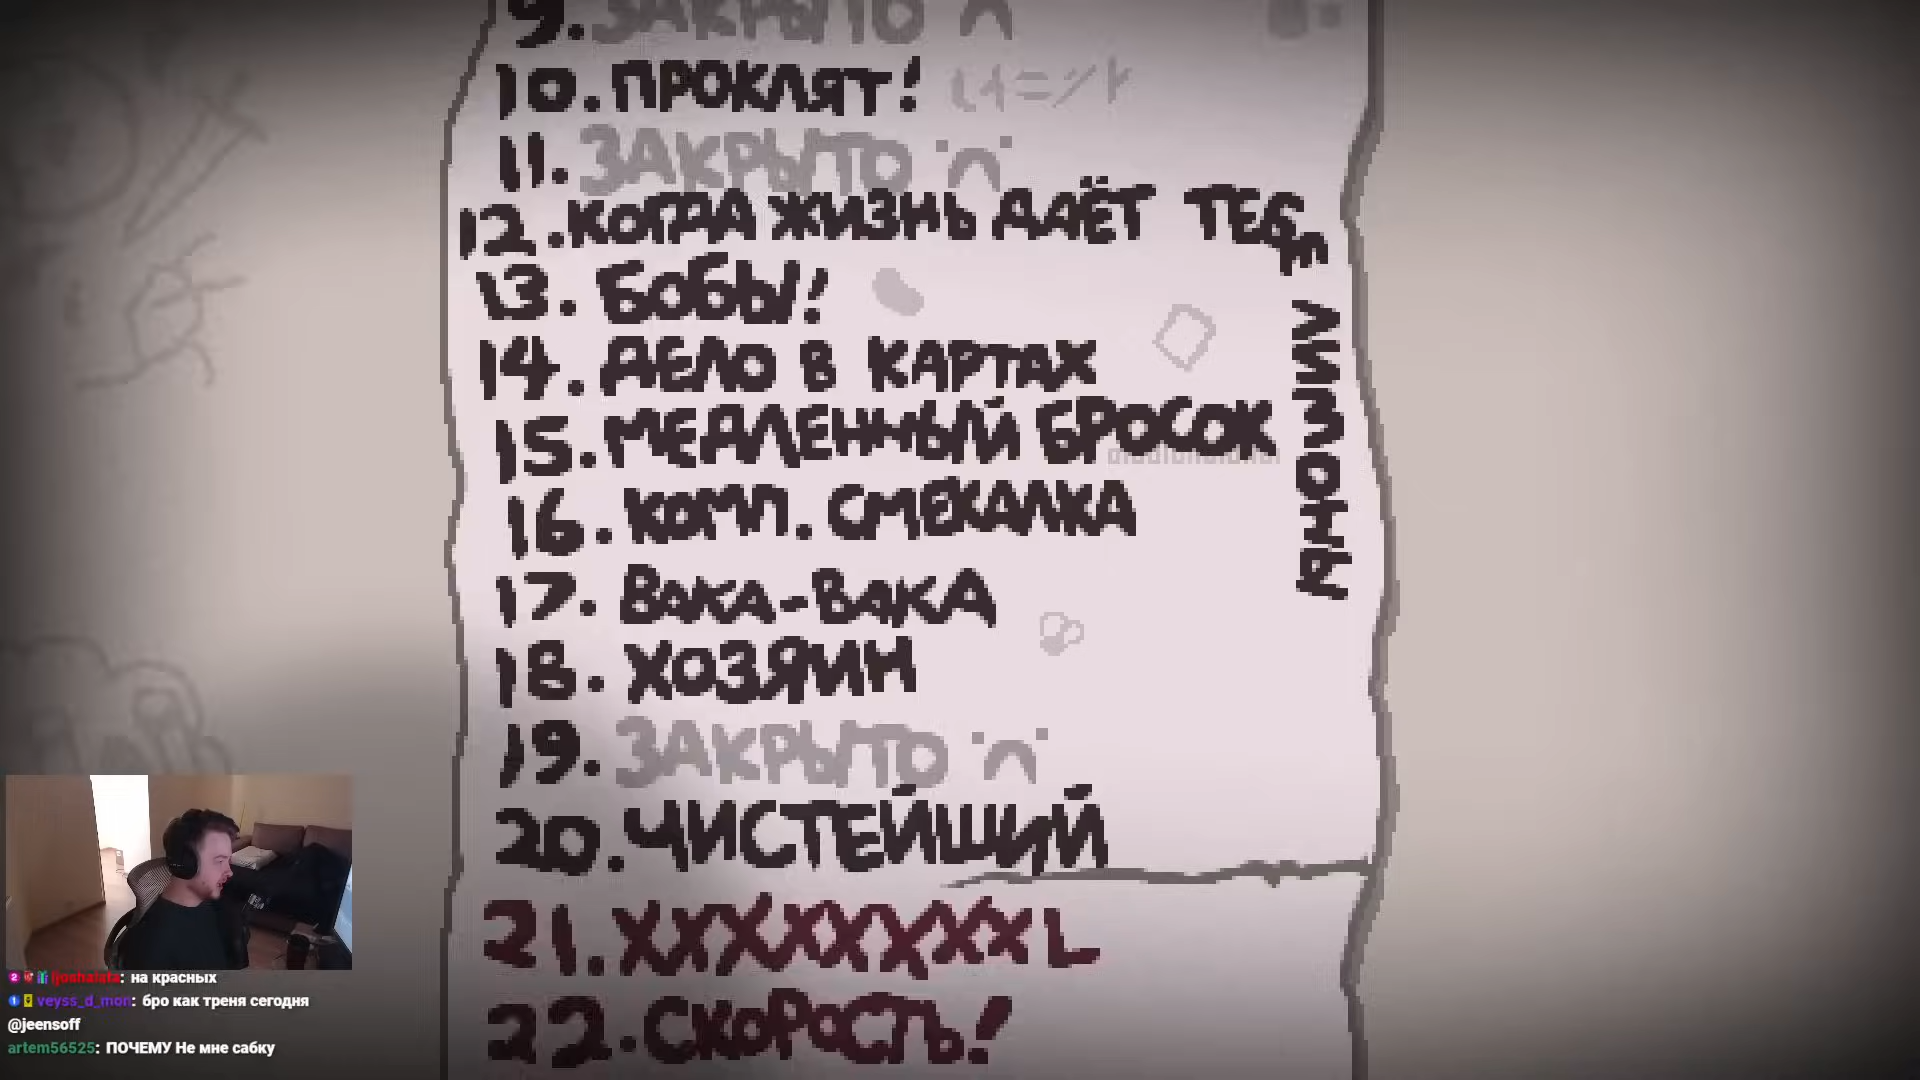 9. ЗАКРЫТО
10. ПРОКЛЯТ!
11. ЗАКРЫТО
12. КОГДА ЖИЗНЬ ДАЁТ ТЕБЕ ЛИМОНЫ
13. БОБЫ!
14. ДЕЛО В КАРТАХ
15. МЕДЛЕННЫЙ БРОСОК
16. КОМП. СМЕКАЛКА
17. ВАКА-ВАКА
18. ХОЗЯИН
19. ЗАКРЫТО
20. ЧИСТЕЙШИЙ
21. XXXXXXXXL
22. СКОРОСТЬ!
: на красных
veyss_d_mon: бро как треня сегодня
@jeensoff
artem56525: ПОЧЕМУ Не мне сабку